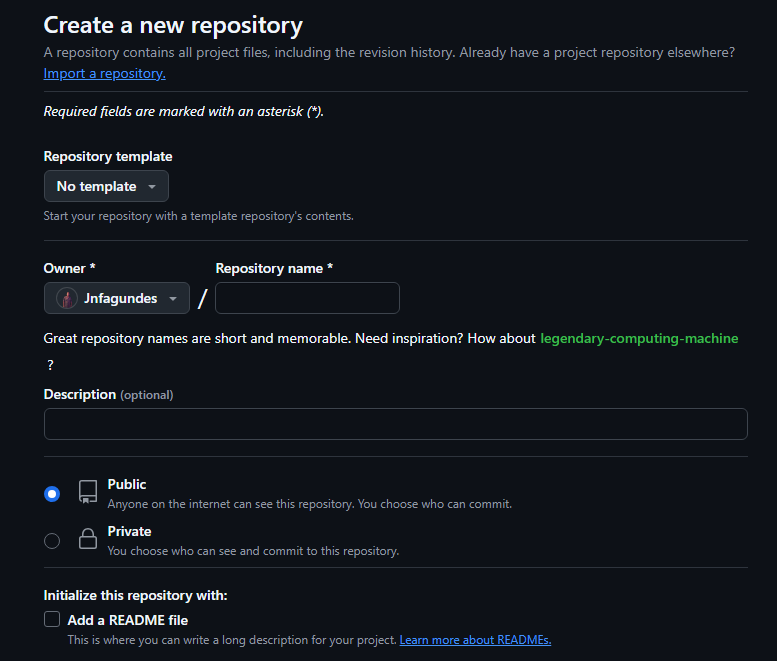 Create a new repository
A repository contains all project files, including the revision history. Already have a project repository elsewhere?
Import a repository.
Required fields are marked with an asterisk (*).
Repository template
No template
Start your repository with a template repository's contents.
Owner * Repository name *
Jnfagundes /
Great repository names are short and memorable. Need inspiration? How about legendary-computing-machine
?
Description (optional)
Public
Anyone on the internet can see this repository. You choose who can commit.
Private
You choose who can see and commit to this repository.
Initialize this repository with:
Add a README file
This is where you can write a long description for your project. Learn more about READMEs.